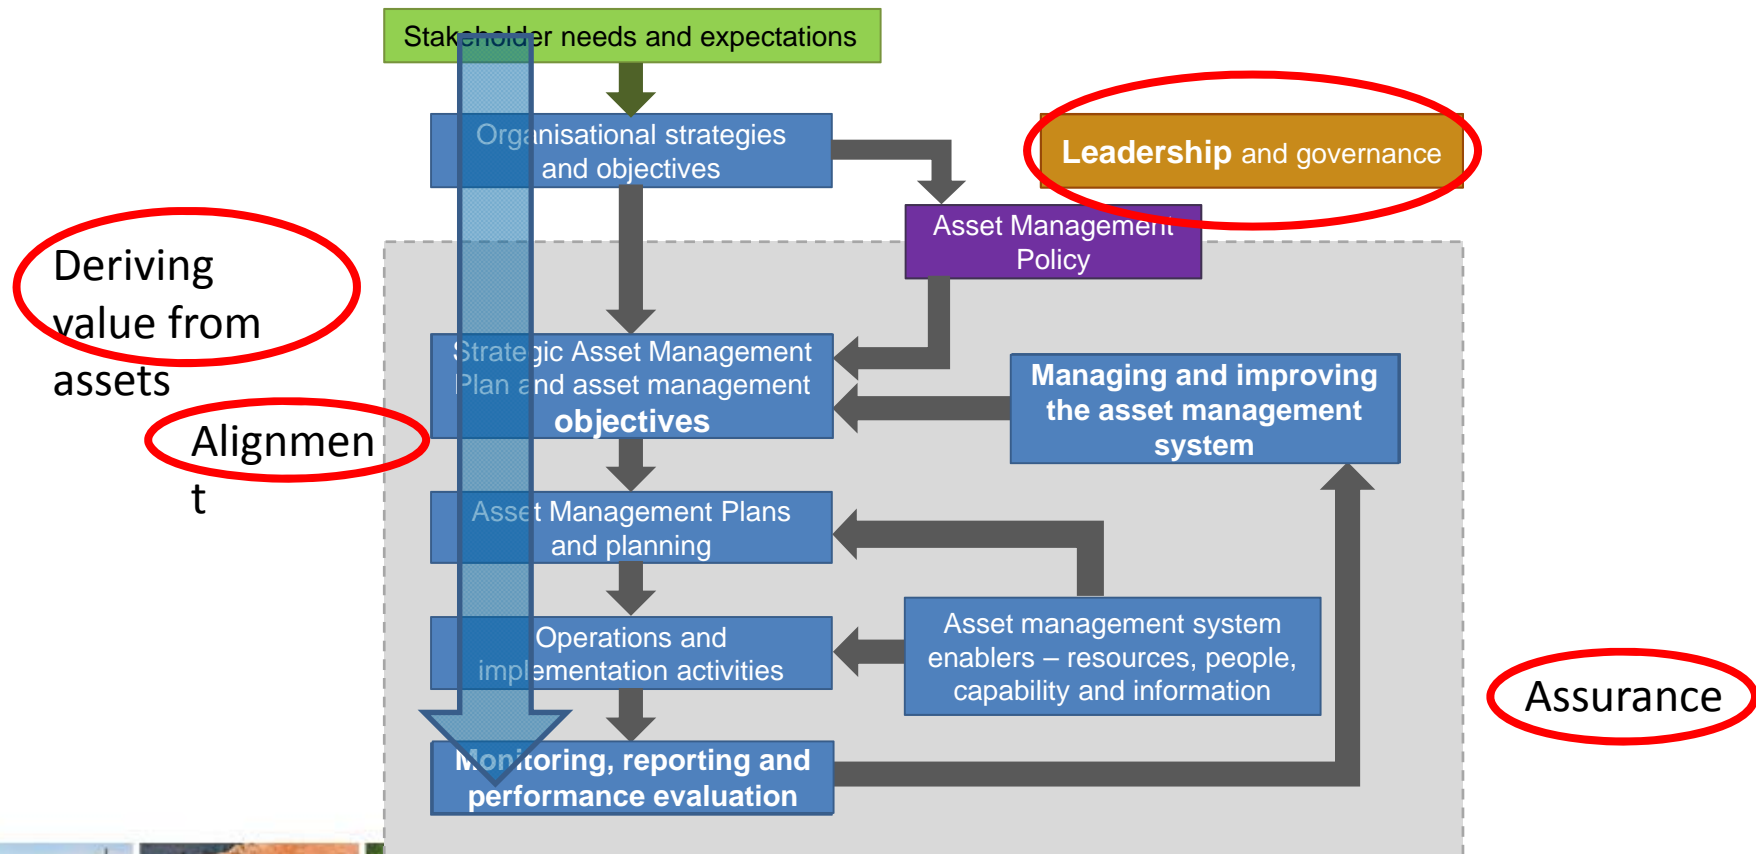 Stakeholder needs and expectations
Organisational strategies
and objectives
Leadership and governance
Asset Management
Policy
Deriving
value from
assets
Strategic Asset Management
Plan and asset management
objectives
Managing and improving
the asset management
system
Alignmen
t
Asset Management Plans
and planning
Operations and
implementation activities
Asset management system
enablers – resources, people,
capability and information
Assurance
Monitoring, reporting and
performance evaluation